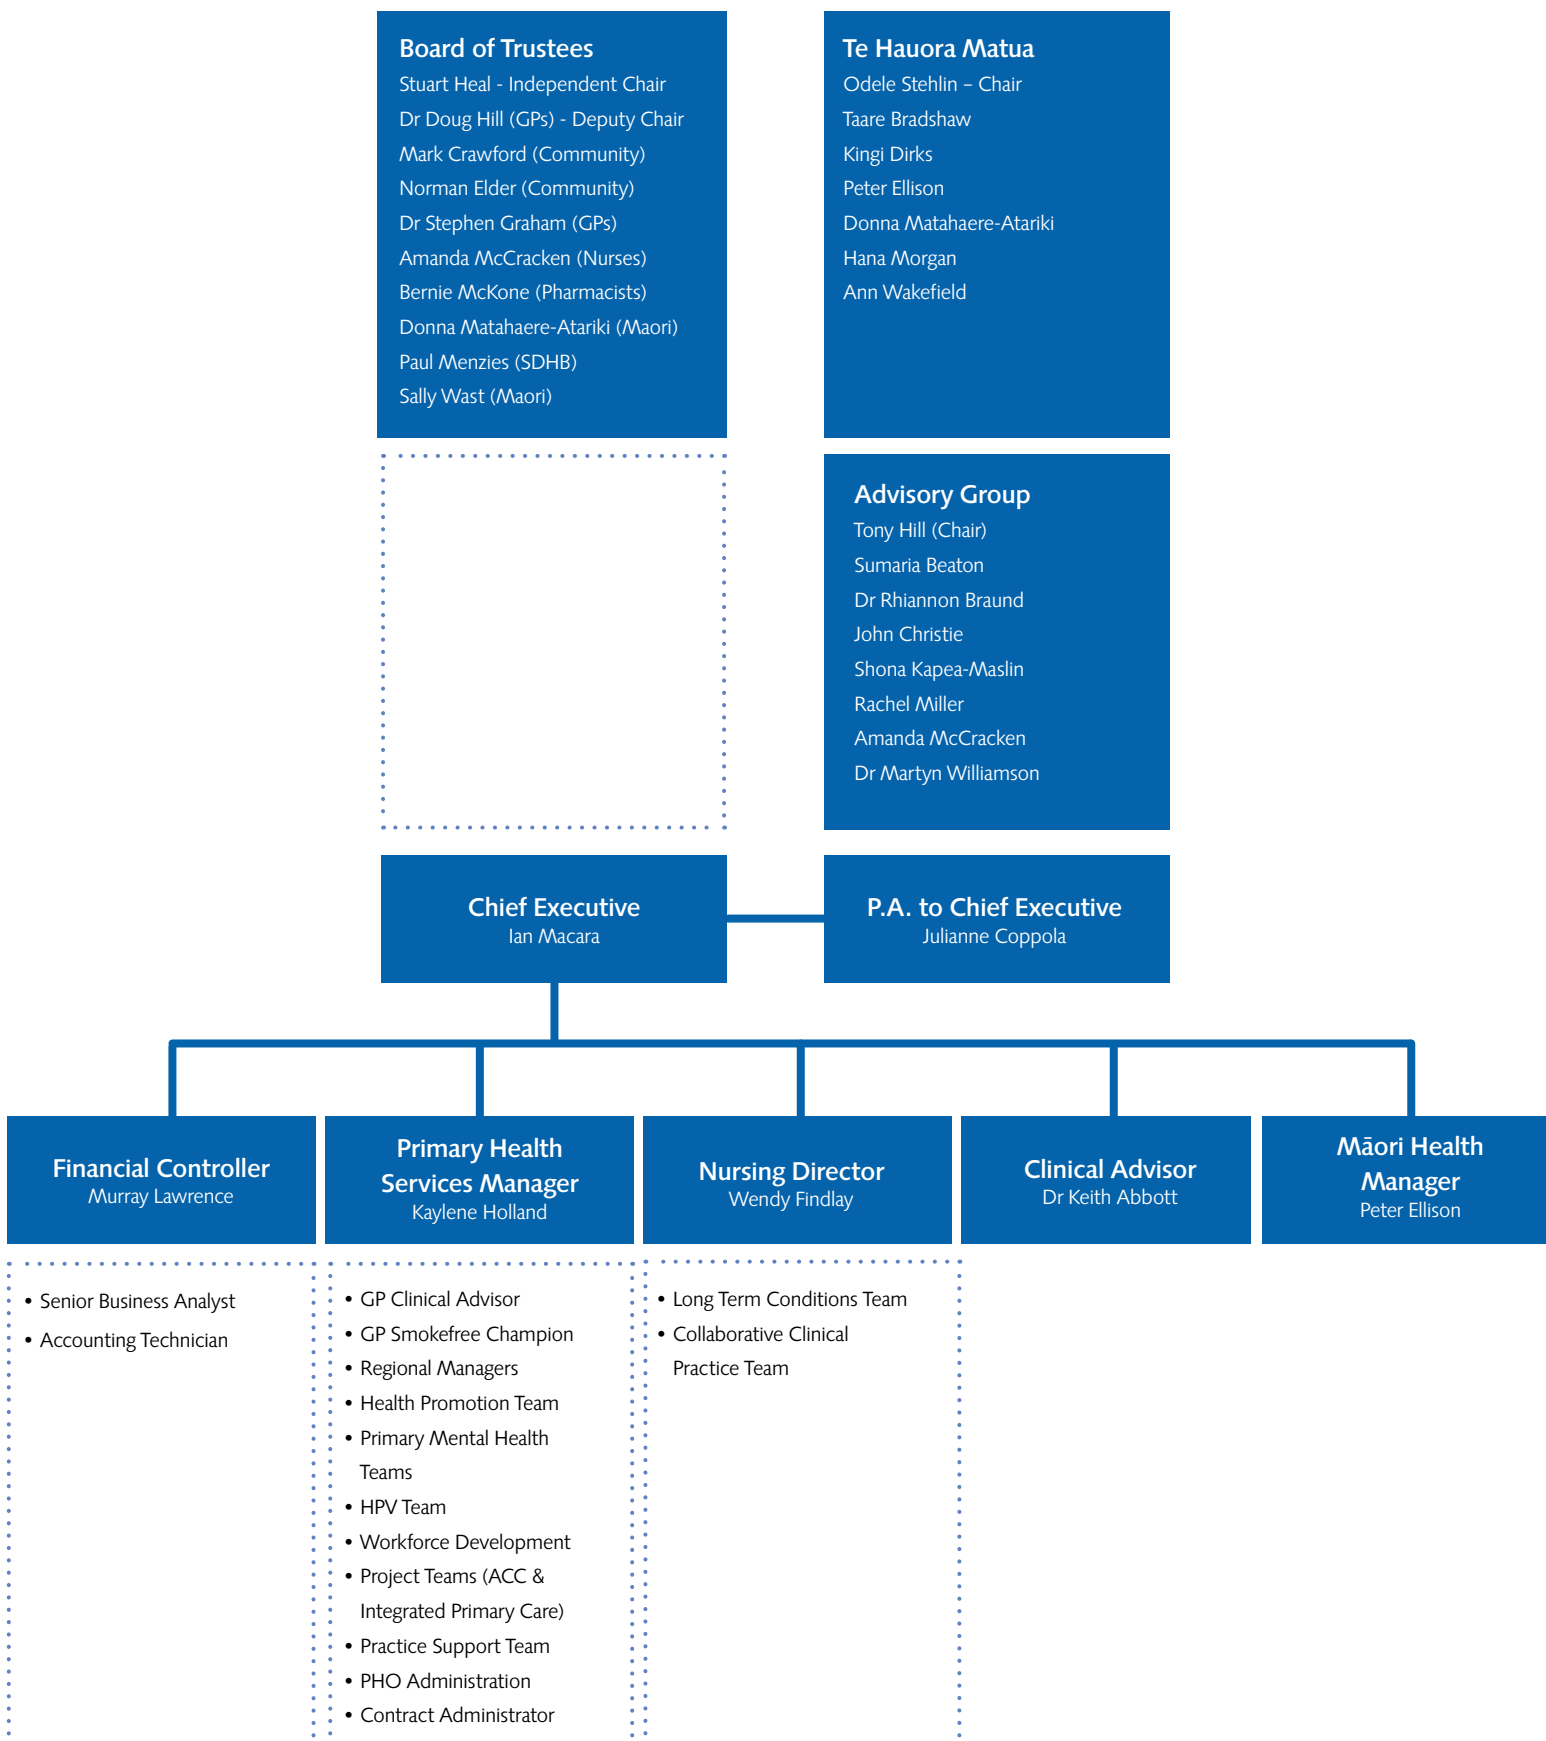 Board of Trustees
Stuart Heal - Independent Chair
Dr Doug Hill (GPs) - Deputy Chair
Mark Crawford (Community)
Norman Elder (Community)
Dr Stephen Graham (GPs)
Amanda McCracken (Nurses)
Bernie McKone (Pharmacists)
Donna Matahaere-Atariki (Maori)
Paul Menzies (SDHB)
Sally Wast (Maori)
Te Hauora Matua
Odele Stehlin – Chair
Taare Bradshaw
Kingi Dirks
Peter Ellison
Donna Matahaere-Atariki
Hana Morgan
Ann Wakefield
Advisory Group
Tony Hill (Chair)
Sumaria Beaton
Dr Rhiannon Braund
John Christie
Shona Kapea-Maslin
Rachel Miller
Amanda McCracken
Dr Martyn Williamson
Chief Executive
Ian Macara
P.A. to Chief Executive
Julianne Coppola
Financial Controller
Murray Lawrence
Primary Health
Services Manager
Kaylene Holland
Nursing Director
Wendy Findlay
Clinical Advisor
Dr Keith Abbott
Māori Health
Manager
Peter Ellison
• Senior Business Analyst
• Accounting Technician
• GP Clinical Advisor
• GP Smokefree Champion
• Regional Managers
• Health Promotion Team
• Primary Mental Health
Teams
• HPV Team
• Workforce Development
• Project Teams (ACC &
Integrated Primary Care)
• Practice Support Team
• PHO Administration
• Contract Administrator
• Long Term Conditions Team
• Collaborative Clinical
Practice Team